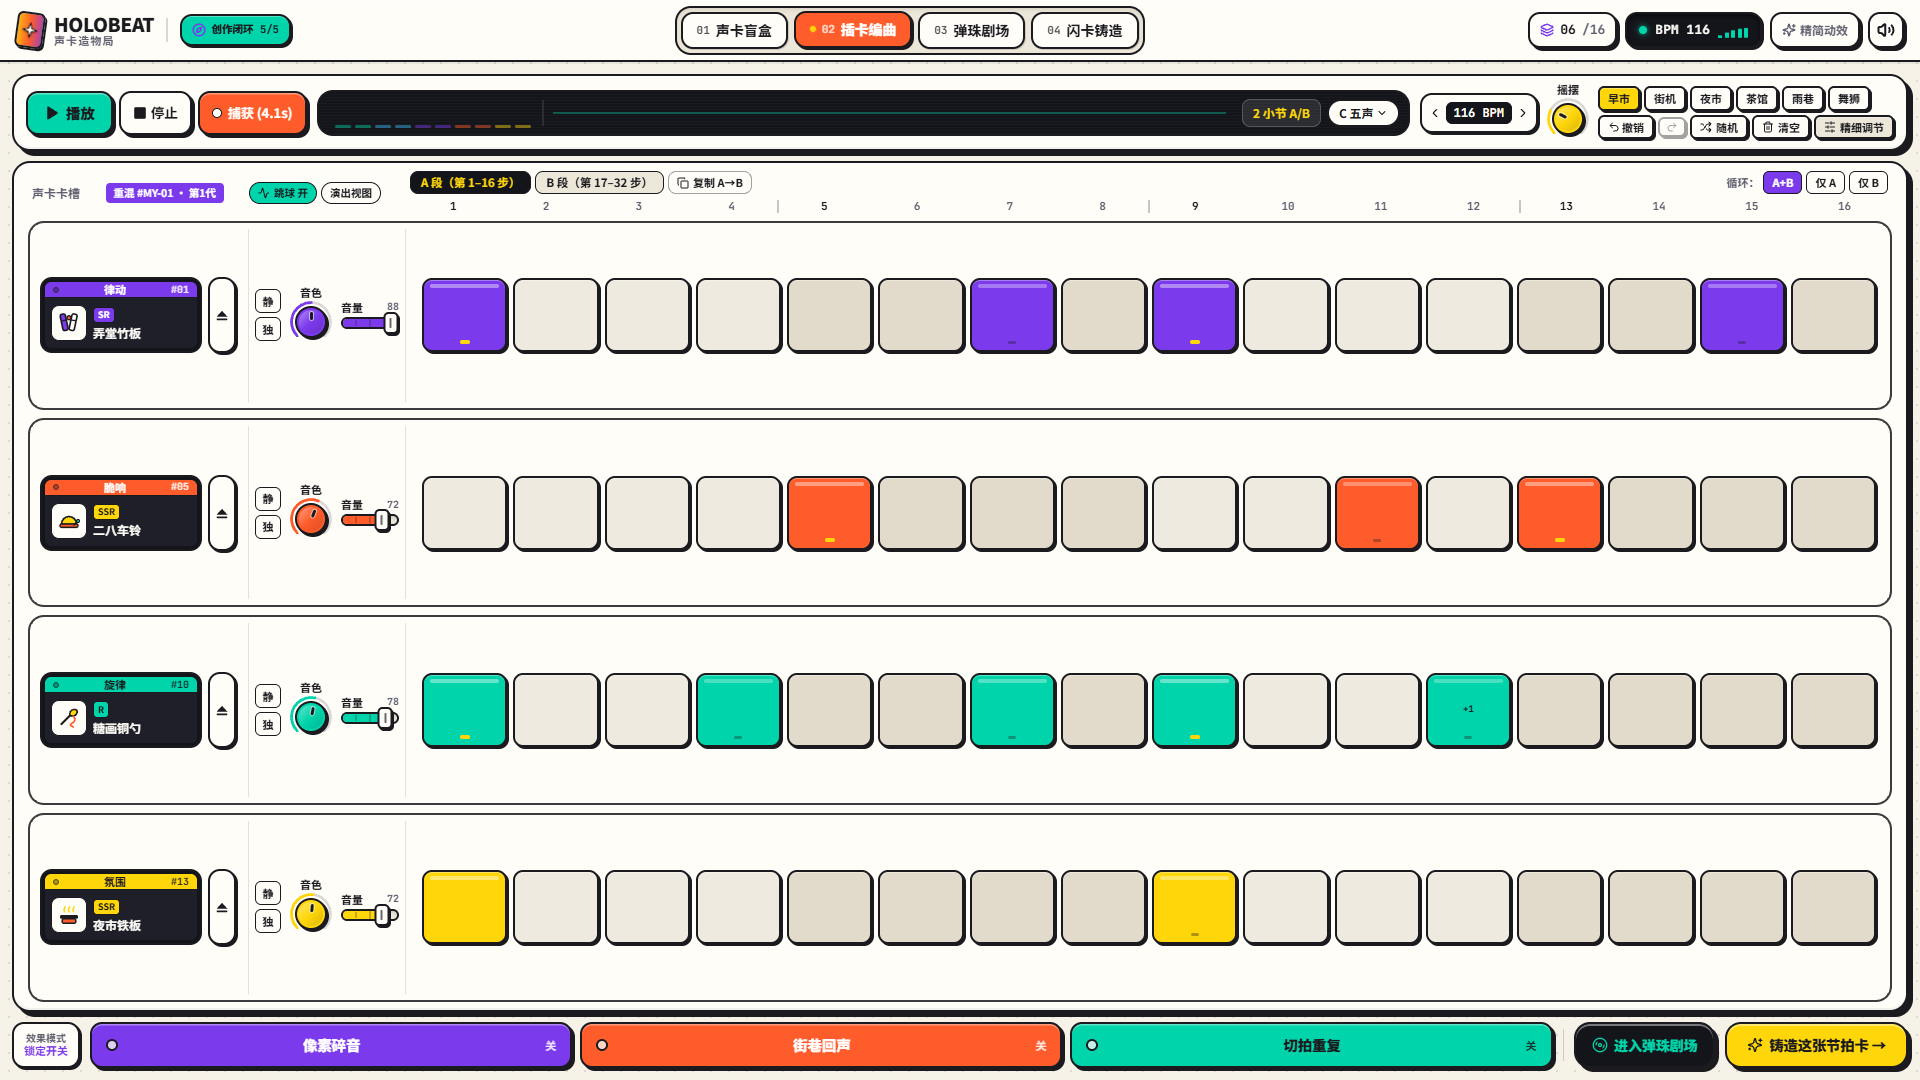 HOLOBEAT
声卡造物局
创作闭环 5/5
01 声卡盲盒
02 插卡编曲
03 弹珠剧场
04 闪卡铸造
06 /16
BPM 116
精简动效
播放
停止
捕获 (4.1s)
2 小节 A/B
C 五声
116 BPM
摇摆
早市
街机
夜市
茶馆
雨巷
舞狮
撤销
随机
清空
精细调节
声卡卡槽
重混 #MY-01 · 第1代
跳球 开
演出视图
A 段（第 1–16 步）
B 段（第 17–32 步）
复制 A→B
循环:
A+B
仅 A
仅 B
1 2 3 4 5 6 7 8 9 10 11 12 13 14 15 16
律动 #01
SR
弄堂竹板
静
独
音色
音量 88
脆响 #05
SSR
二八车铃
静
独
音色
音量 72
旋律 #10
R
糖画铜勺
静
独
音色
音量 78
+1
氛围 #13
SSR
夜市铁板
静
独
音色
音量 72
效果模式
锁定开关
像素碎音 关
街巷回声 关
切拍重复 关
进入弹珠剧场
铸造这张节拍卡→